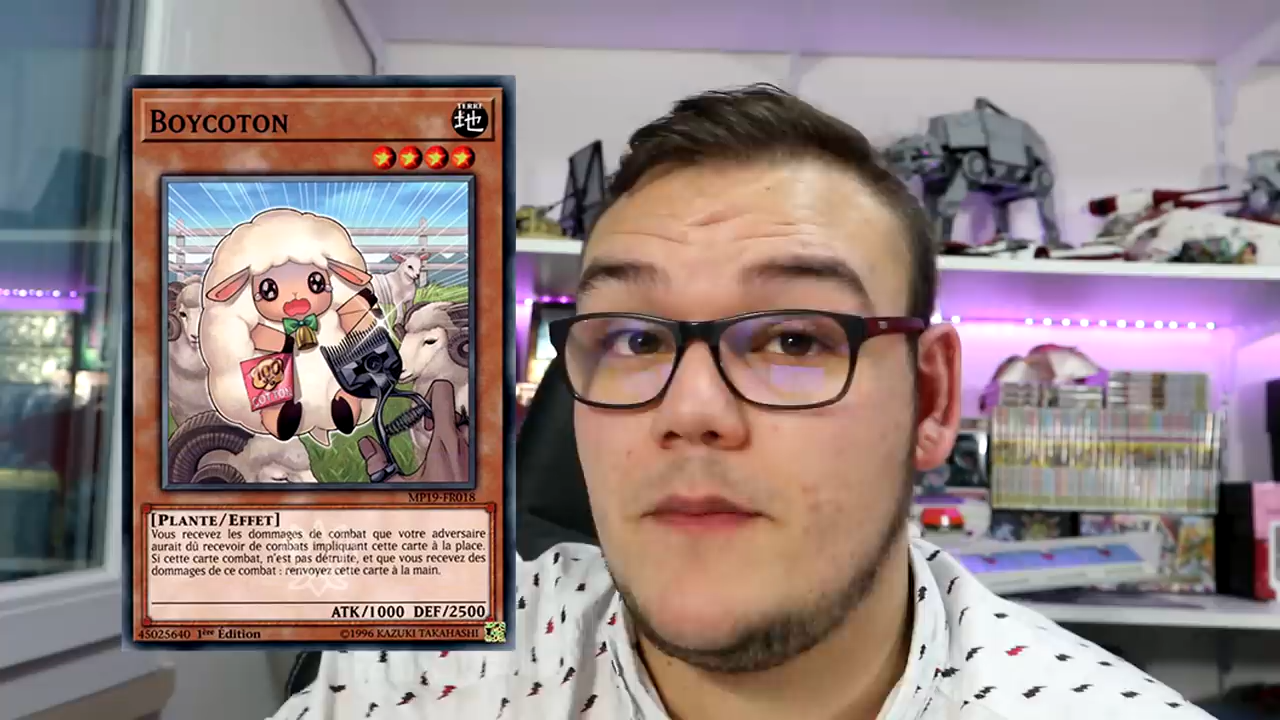 BOYCOTON
TERRE
地
100%
COTTON
MP19-FR018
[PLANTE/EFFET]
Vous recevez les dommages de combat que votre adversaire
aurait dû recevoir de combats impliquant cette carte à la place.
Si cette carte combat, n'est pas détruite, et que vous recevez des
dommages de ce combat : renvoyez cette carte à la main.
ATK/1000 DEF/2500
45025640 1ère Édition ©1996 KAZUKI TAKAHASHI